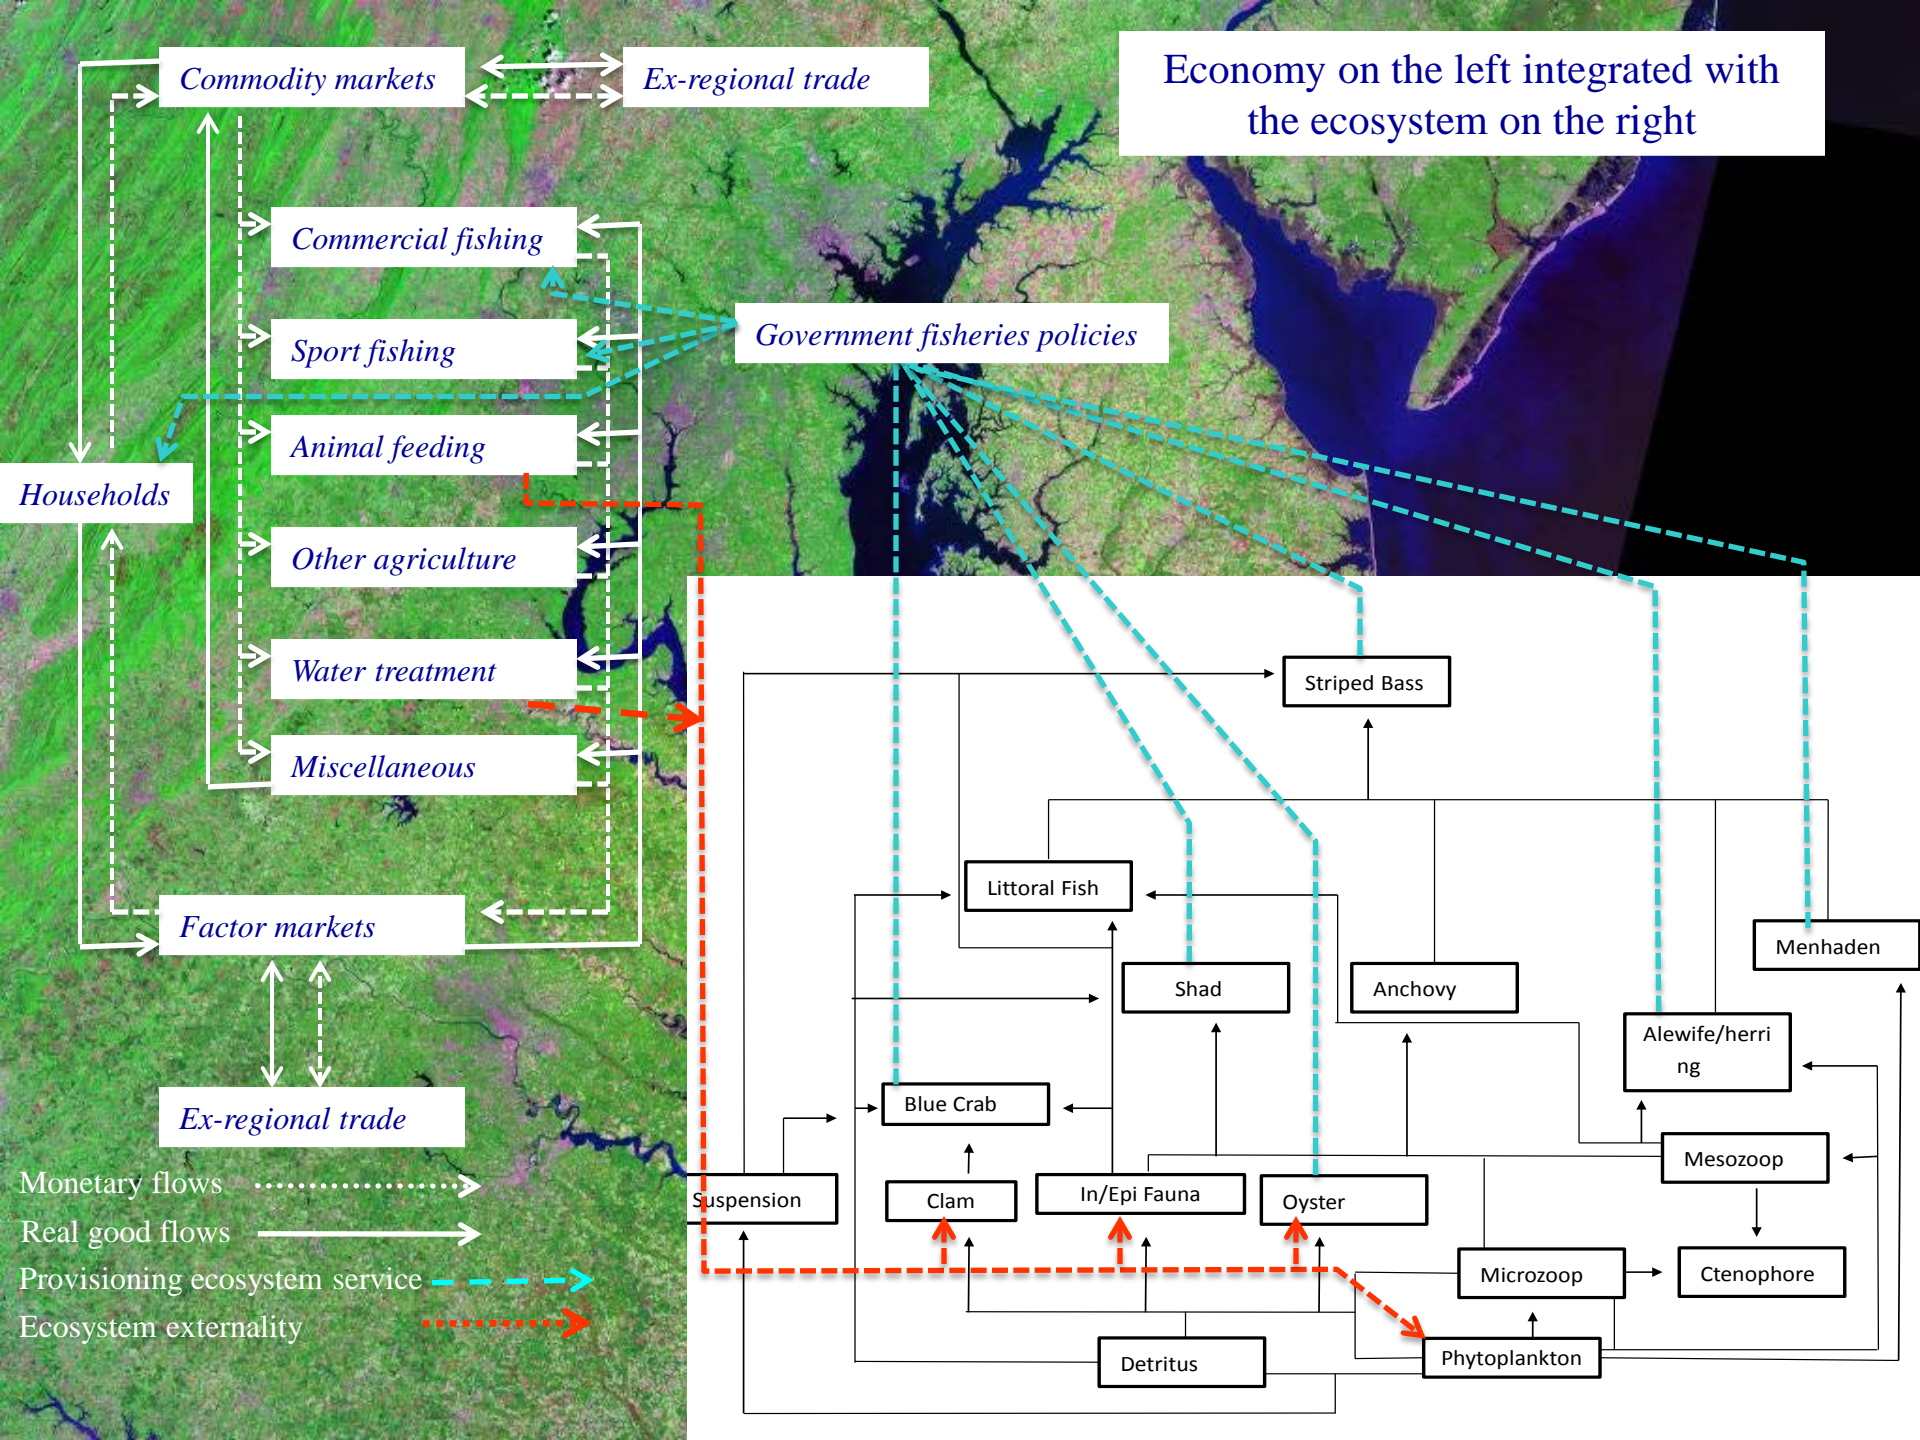 Commodity markets
Ex-regional trade
Economy on the left integrated with
the ecosystem on the right
Commercial fishing
Government fisheries policies
Sport fishing
Animal feeding
Households
Other agriculture
Water treatment
Striped Bass
Miscellaneous
Littoral Fish
Factor markets
Menhaden
Shad
Anchovy
Alewife/herri
ng
Blue Crab
Ex-regional trade
Mesozoop
Monetary flows
Suspension
Clam
In/Epi Fauna
Oyster
Real good flows
Microzoop
Ctenophore
Provisioning ecosystem service
Ecosystem externality
Detritus
Phytoplankton